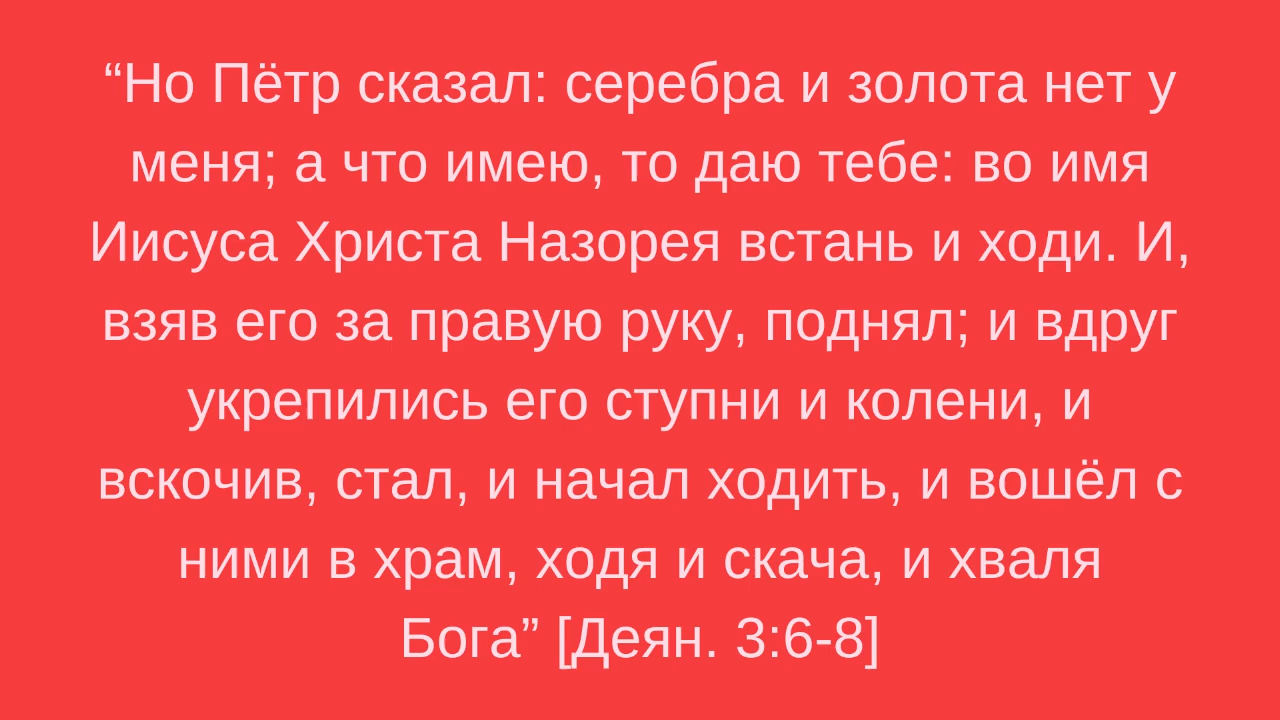 “Но Пётр сказал: серебра и золота нет у
меня; а что имею, то даю тебе: во имя
Иисуса Христа Назорея встань и ходи. И,
взяв его за правую руку, поднял; и вдруг
укрепились его ступни и колени, и
вскочив, стал, и начал ходить, и вошёл с
ними в храм, ходя и скача, и хваля
Бога” [Деян. 3:6-8]